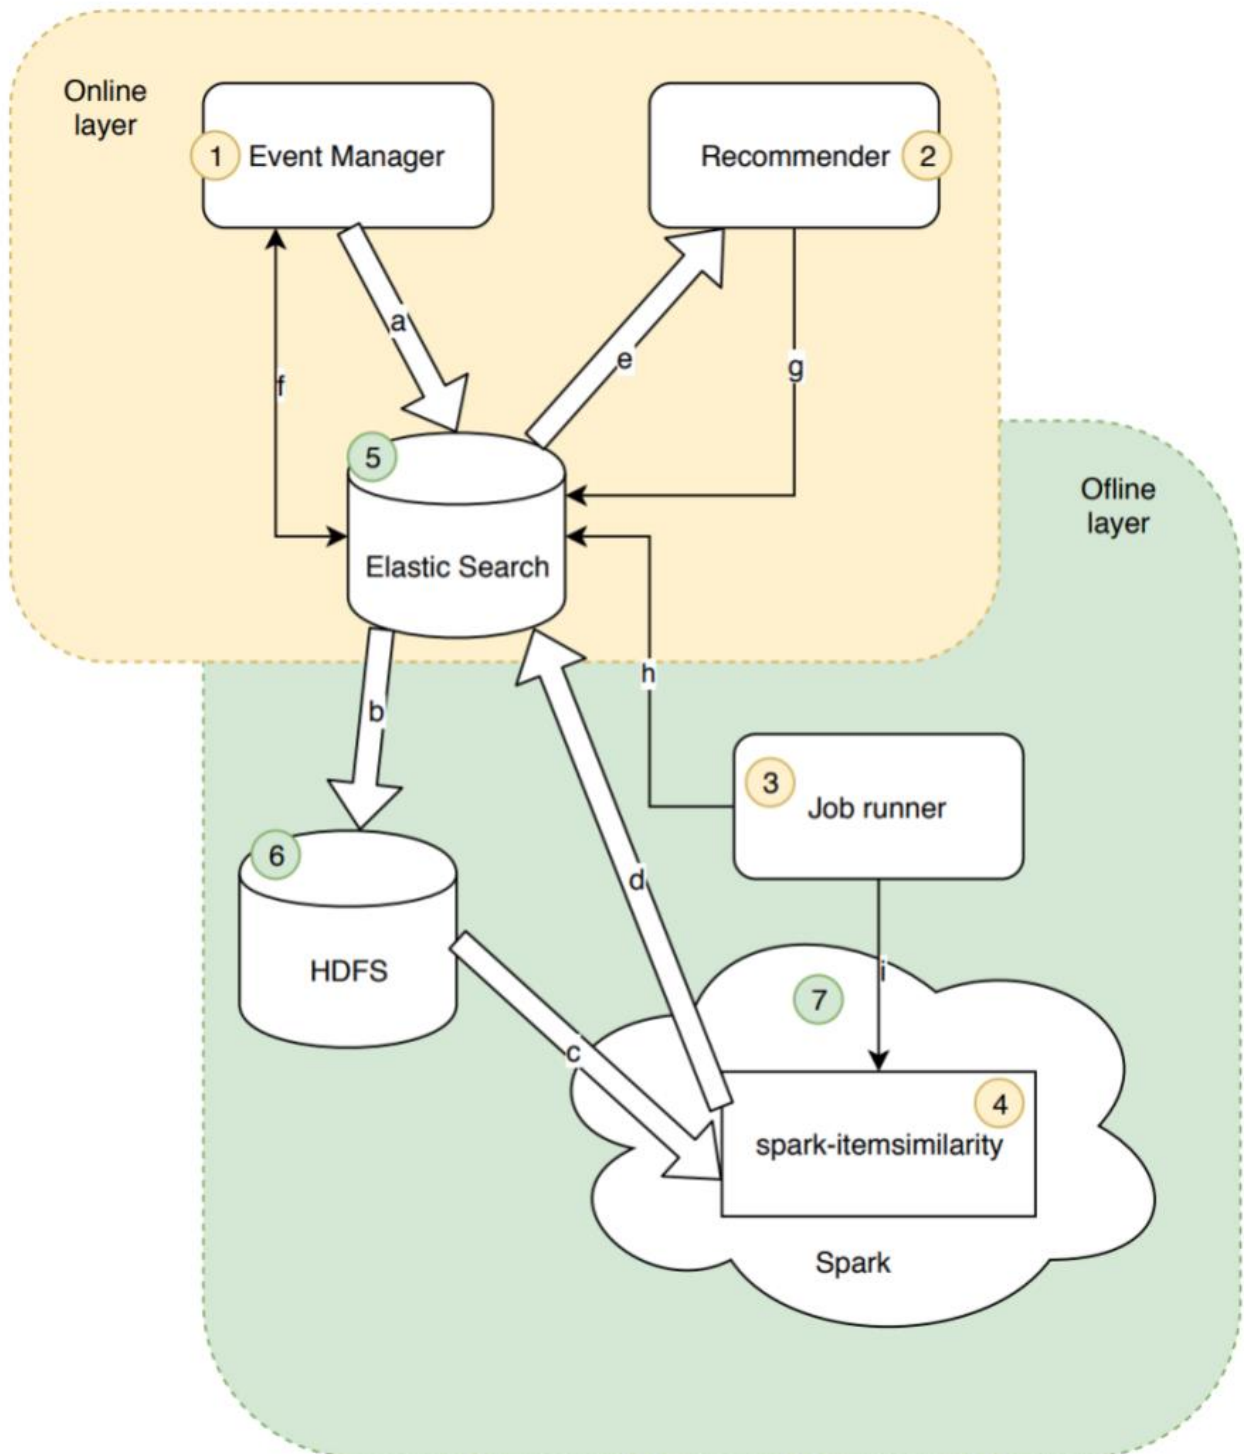 Online
layer
1
Event Manager
Recommender
2
a
e
f
g
5
Elastic Search
Ofline
layer
h
b
3
Job runner
6
HDFS
d
7
i
c
4
spark-itemsimilarity
Spark